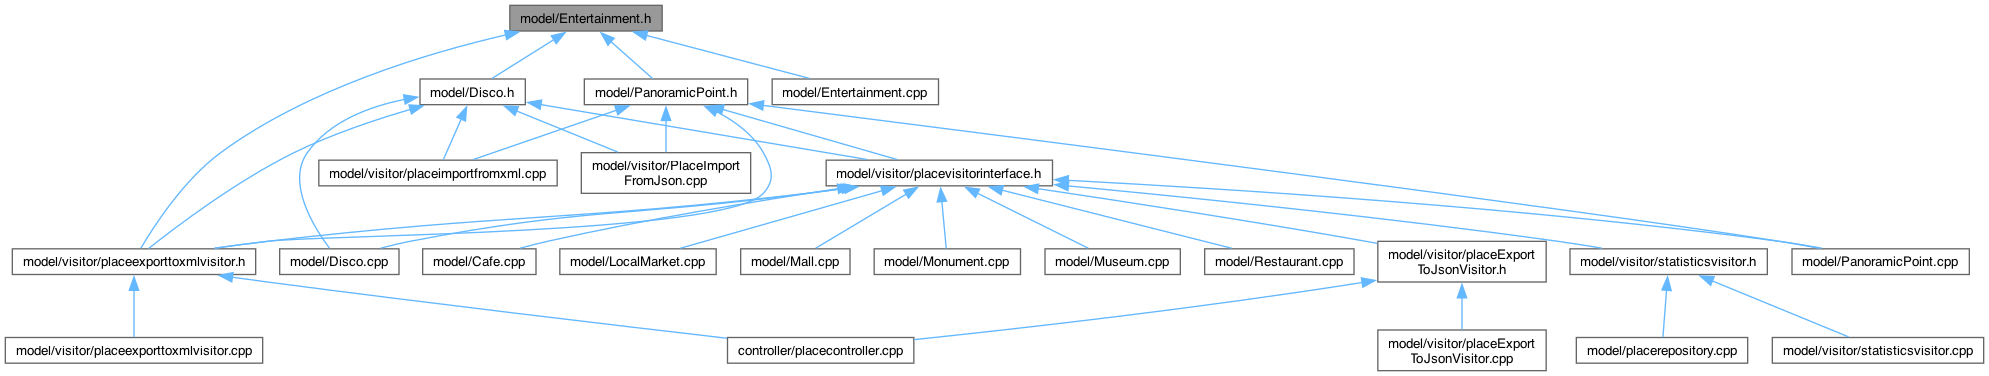 model/Entertainment.h
model/Disco.h
model/PanoramicPoint.h
model/Entertainment.cpp
model/visitor/placeimportfromxml.cpp
model/visitor/PlaceImport
FromJson.cpp
model/visitor/placevisitorinterface.h
model/visitor/placeexporttoxmlvisitor.h
model/Disco.cpp
model/Cafe.cpp
model/LocalMarket.cpp
model/Mall.cpp
model/Monument.cpp
model/Museum.cpp
model/Restaurant.cpp
model/visitor/placeExport
ToJsonVisitor.h
model/visitor/statisticsvisitor.h
model/PanoramicPoint.cpp
model/visitor/placeexporttoxmlvisitor.cpp
controller/placecontroller.cpp
model/visitor/placeExport
ToJsonVisitor.cpp
model/placerepository.cpp
model/visitor/statisticsvisitor.cpp